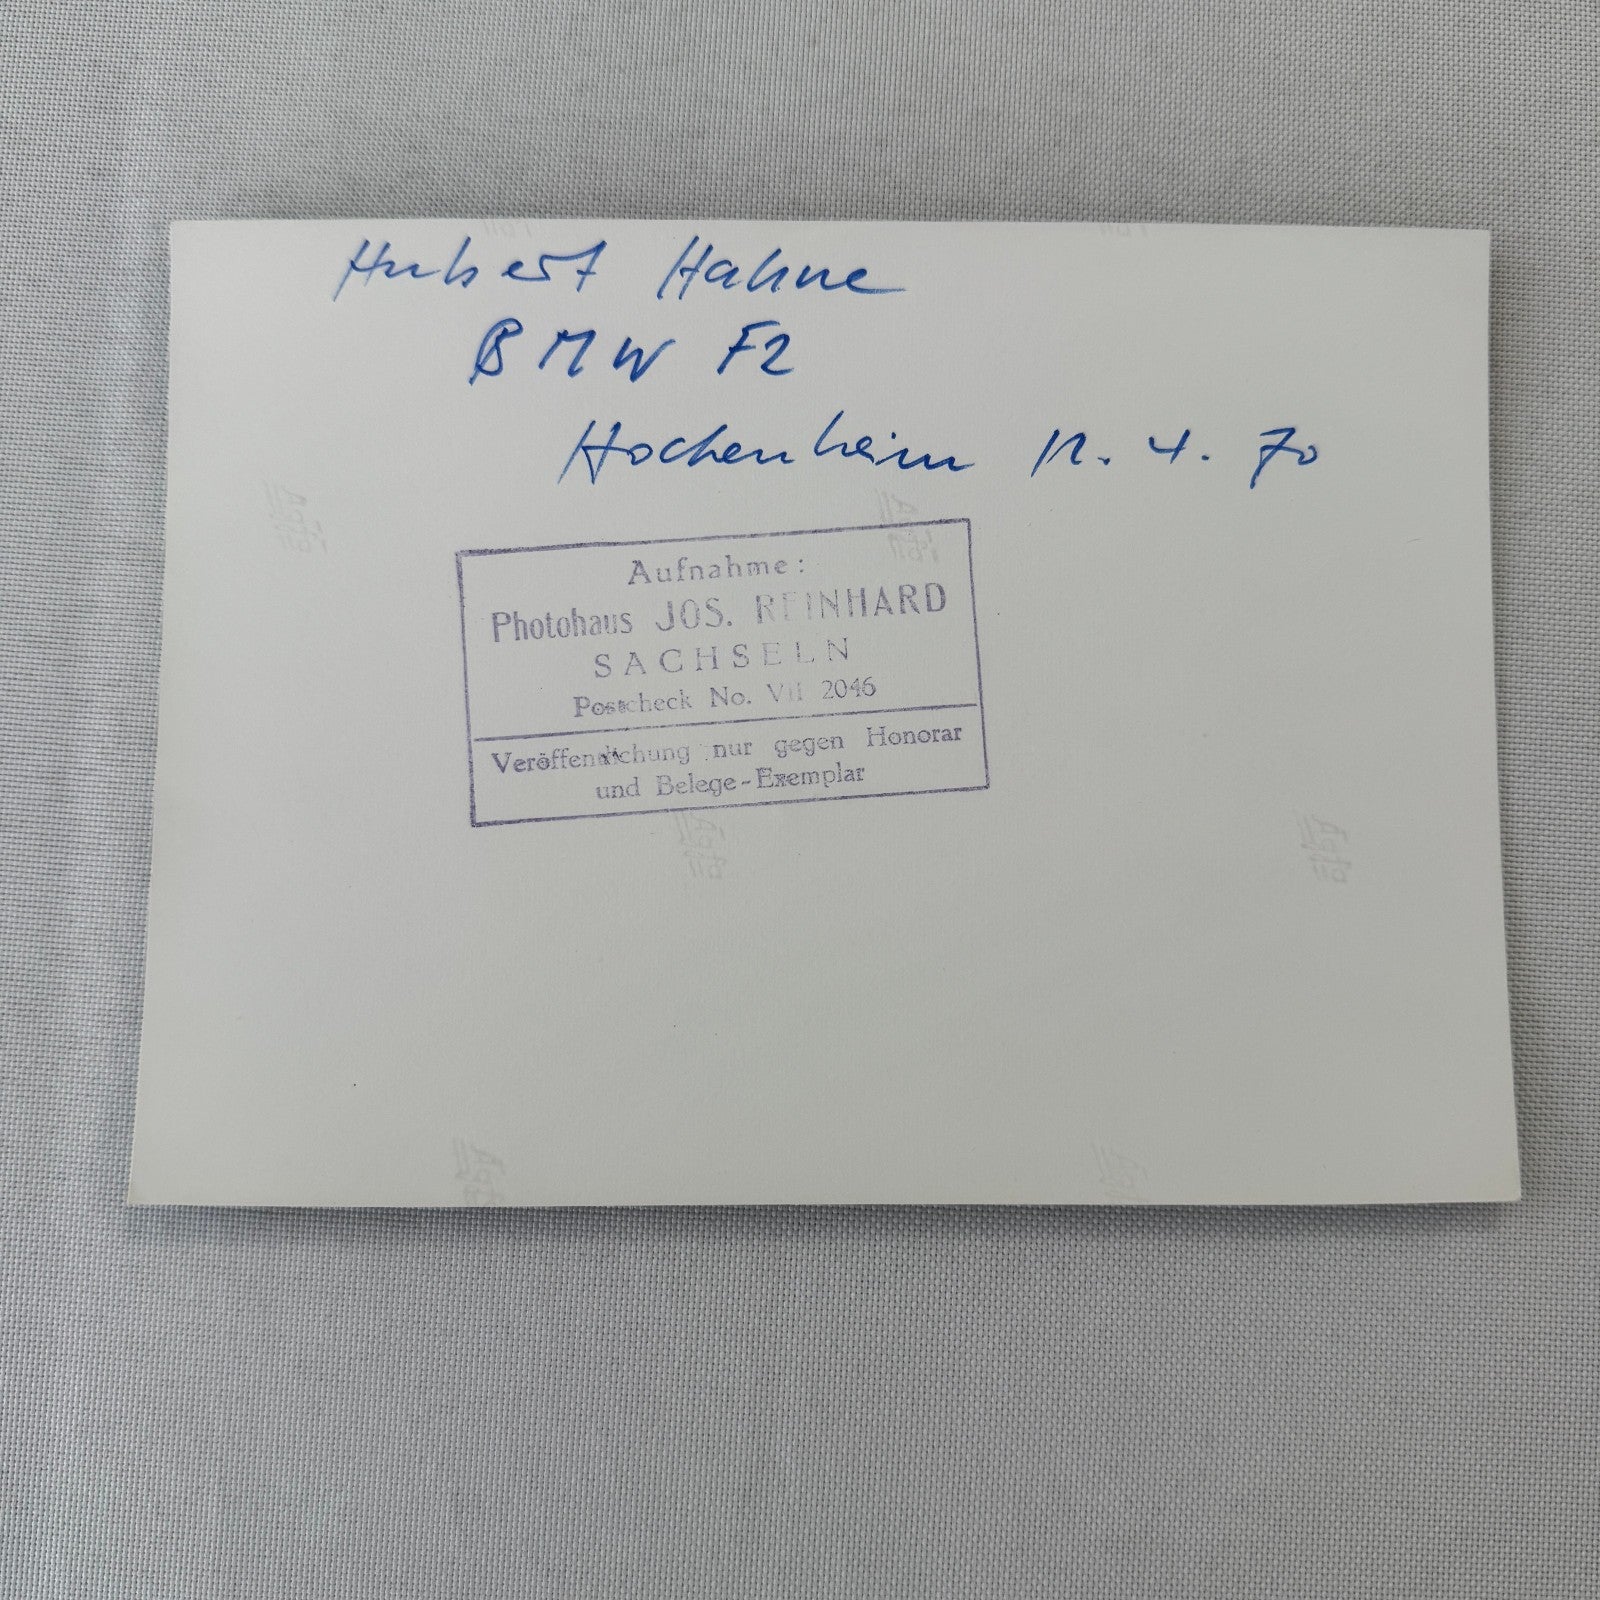 Hubert Hahne
BMW F2
Hockenheim 12. 4. 70
Aufnahme:
Photohaus JOS. REINHARD
SACHSELN
Postcheck No. VII 2046
Veröffentlichung nur gegen Honorar
und Belege-Exemplar